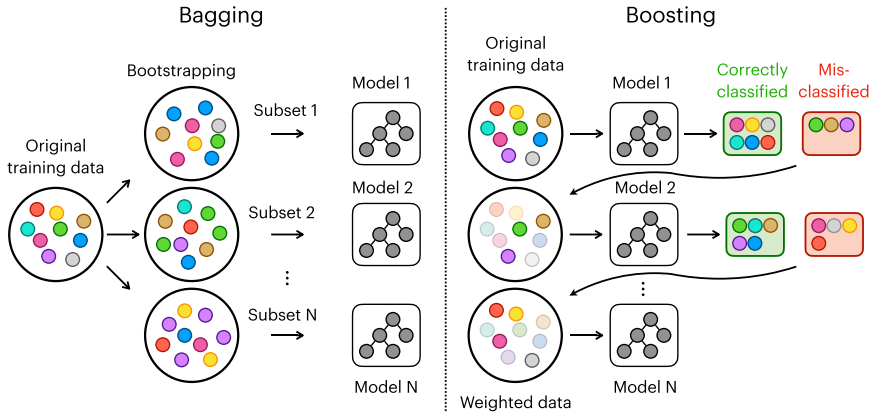 Bagging
Bootstrapping
Original
training data
Subset 1
Model 1
Subset 2
Model 2
Subset N
Model N
Boosting
Original
training data
Model 1
Correctly
classified
Mis-
classified
Model 2
Weighted data
Model N